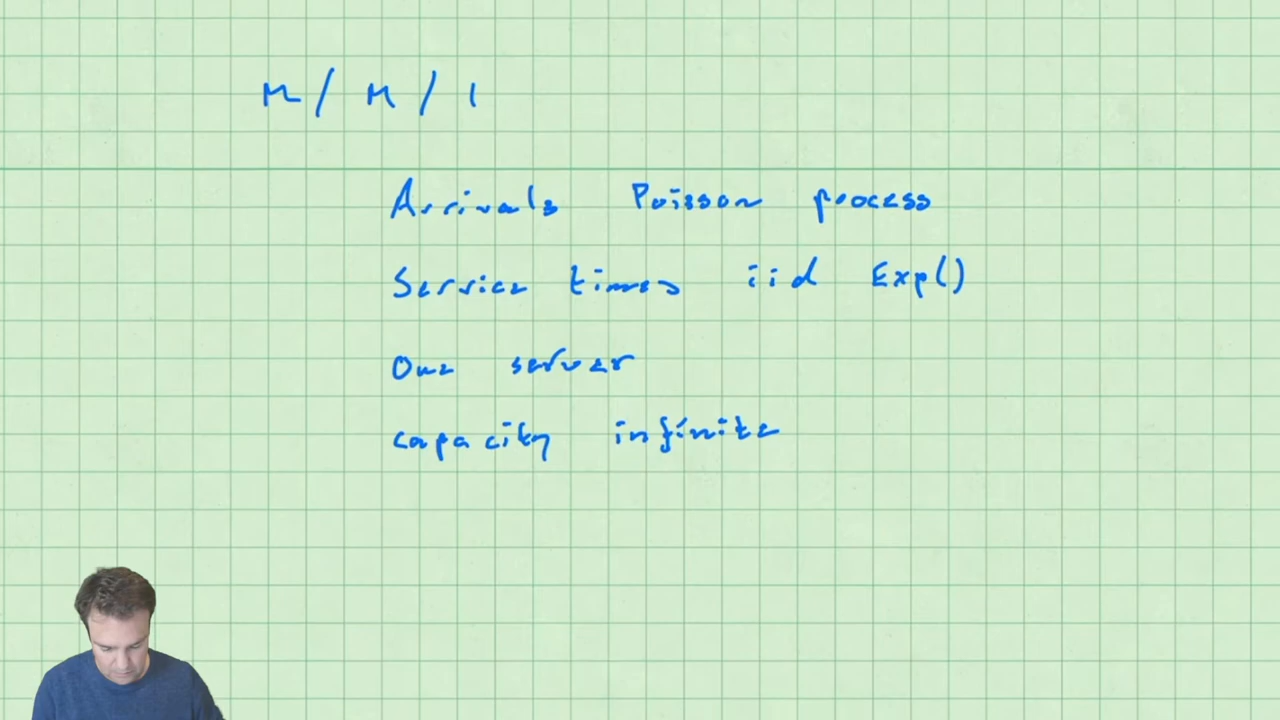 M / M / 1
Arrivals Poisson process
Service times iid Exp()
One server
capacity infinite